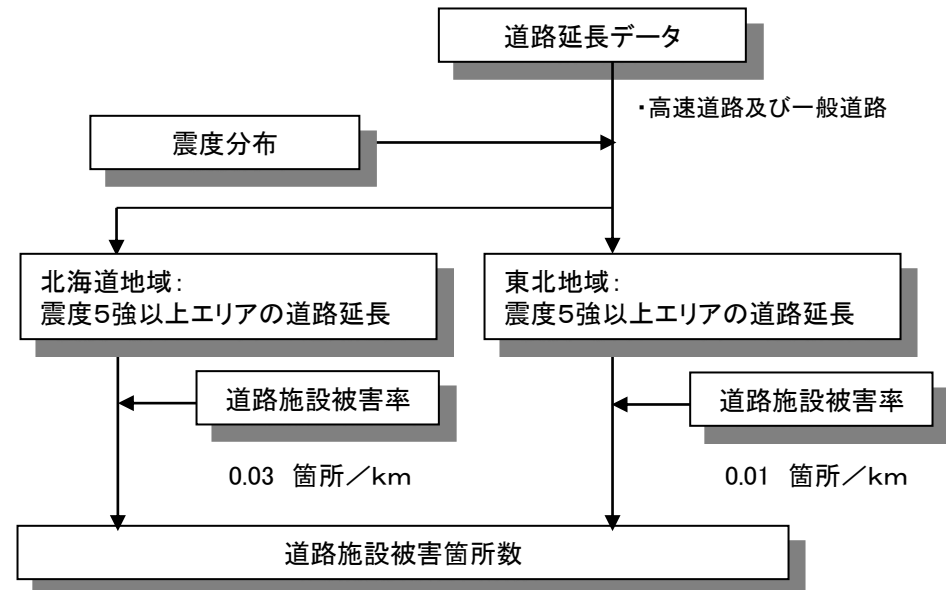 道路延長データ
・高速道路及び一般道路
震度分布
北海道地域：
震度５強以上エリアの道路延長
東北地域：
震度５強以上エリアの道路延長
道路施設被害率
道路施設被害率
0.03 箇所／km
0.01 箇所／km
道路施設被害箇所数